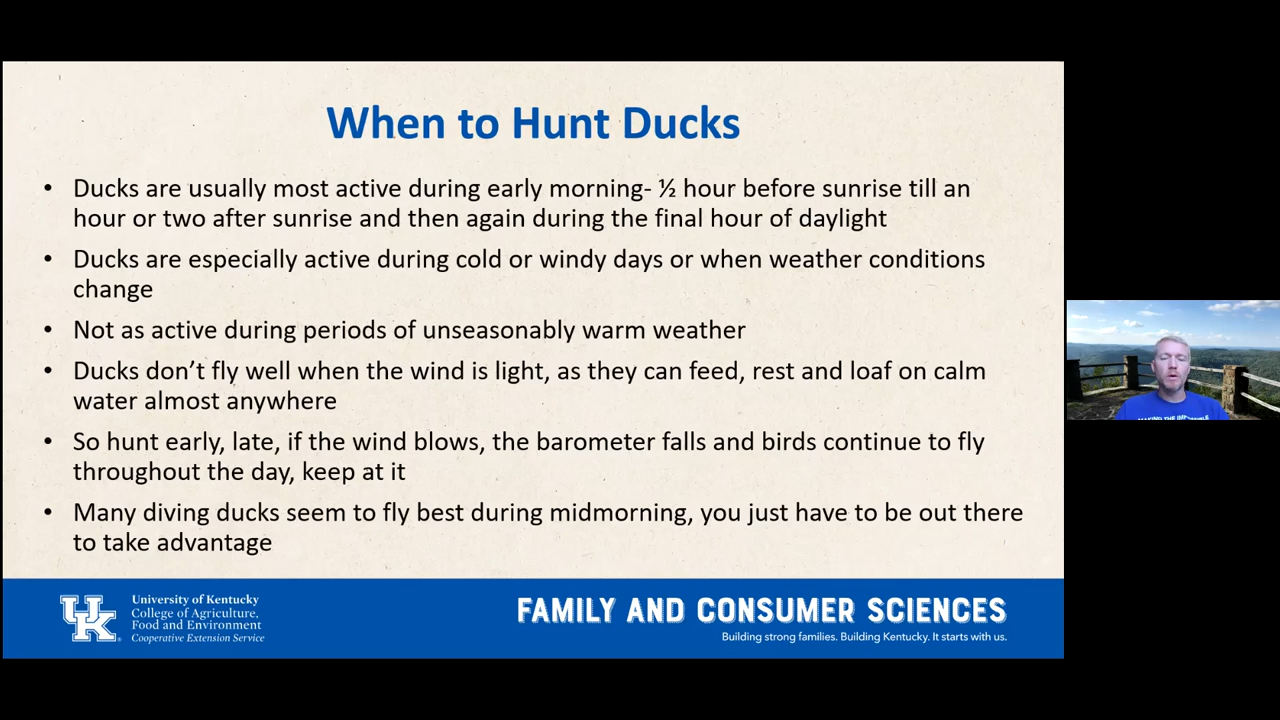 When to Hunt Ducks
• Ducks are usually most active during early morning- ½ hour before sunrise till an
hour or two after sunrise and then again during the final hour of daylight
• Ducks are especially active during cold or windy days or when weather conditions
change
• Not as active during periods of unseasonably warm weather
• Ducks don’t fly well when the wind is light, as they can feed, rest and loaf on calm
water almost anywhere
• So hunt early, late, if the wind blows, the barometer falls and birds continue to fly
throughout the day, keep at it
• Many diving ducks seem to fly best during midmorning, you just have to be out there
to take advantage
UK
University of Kentucky
College of Agriculture,
Food and Environment
Cooperative Extension Service
FAMILY AND CONSUMER SCIENCES
Building strong families. Building Kentucky. It starts with us.
MAKING THE